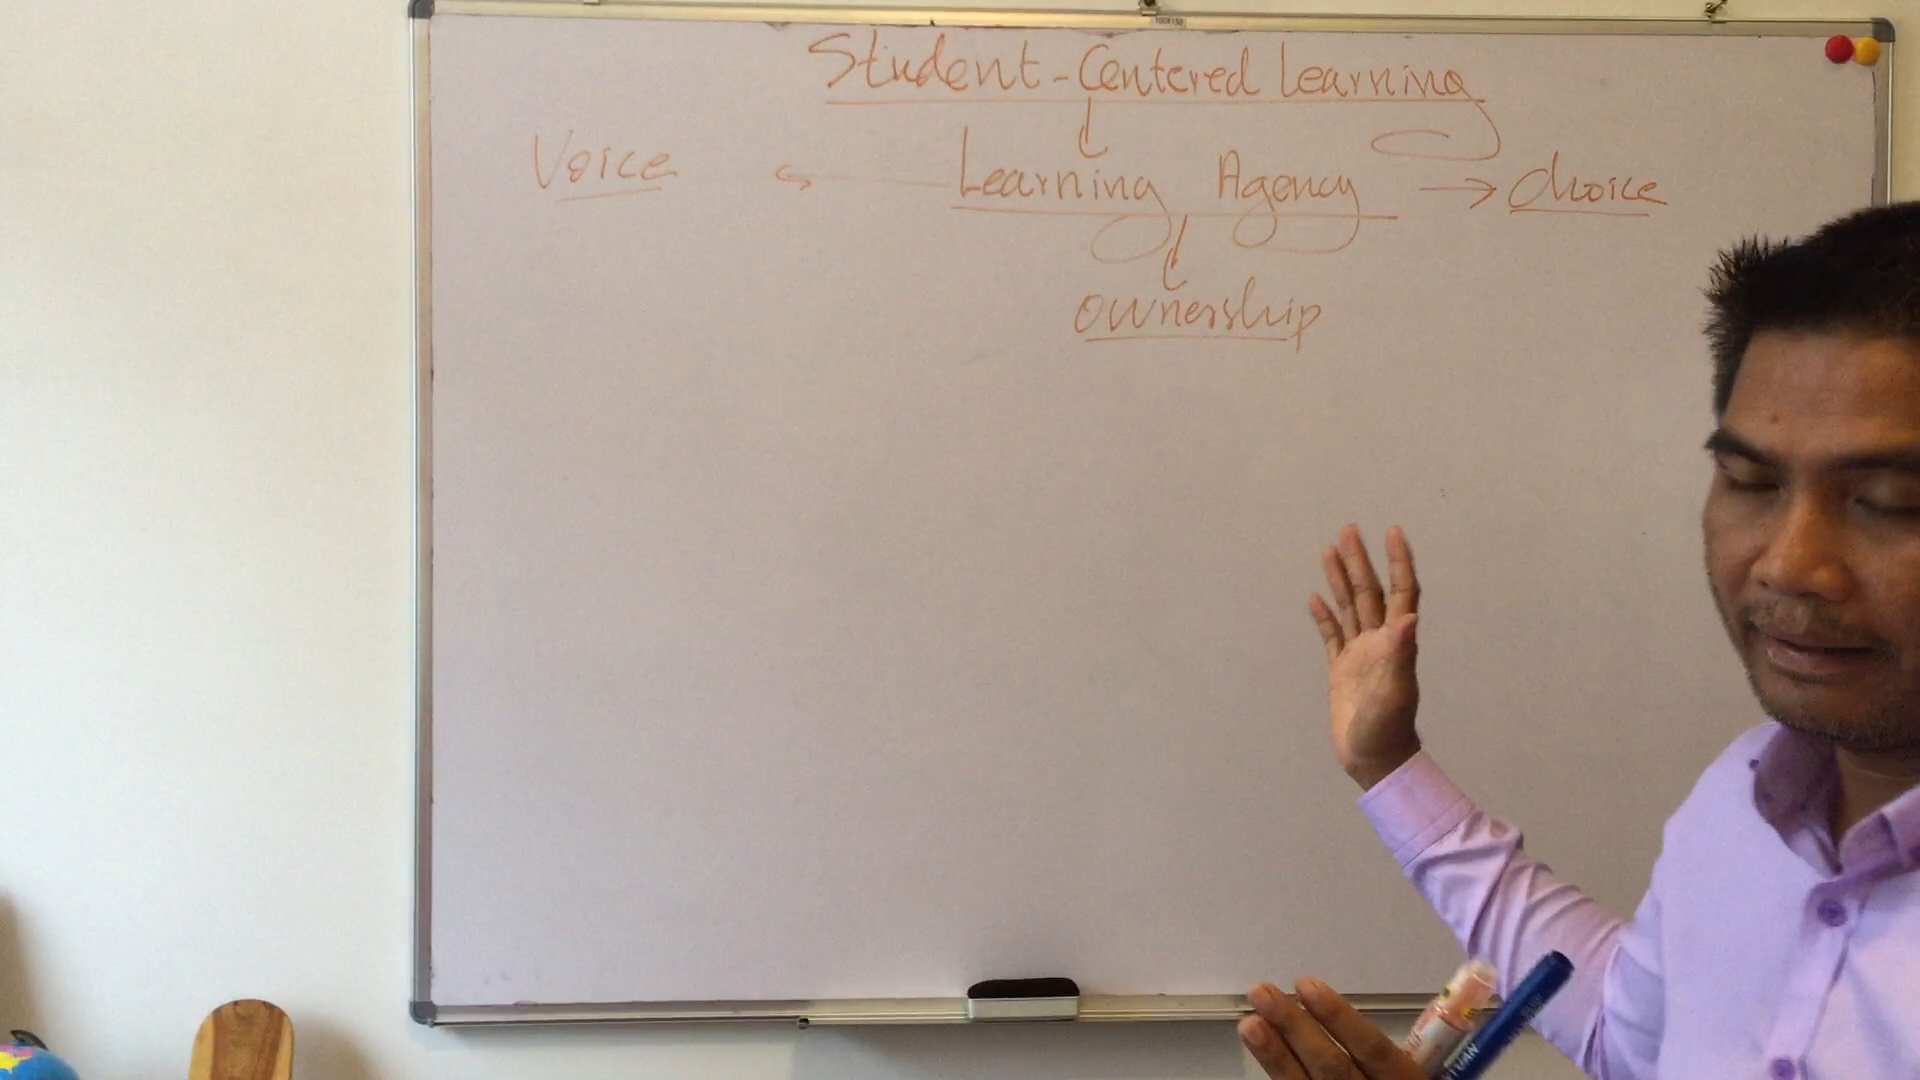 Student-Centered Learning
Voice ← Learning Agency → Choice
Ownership